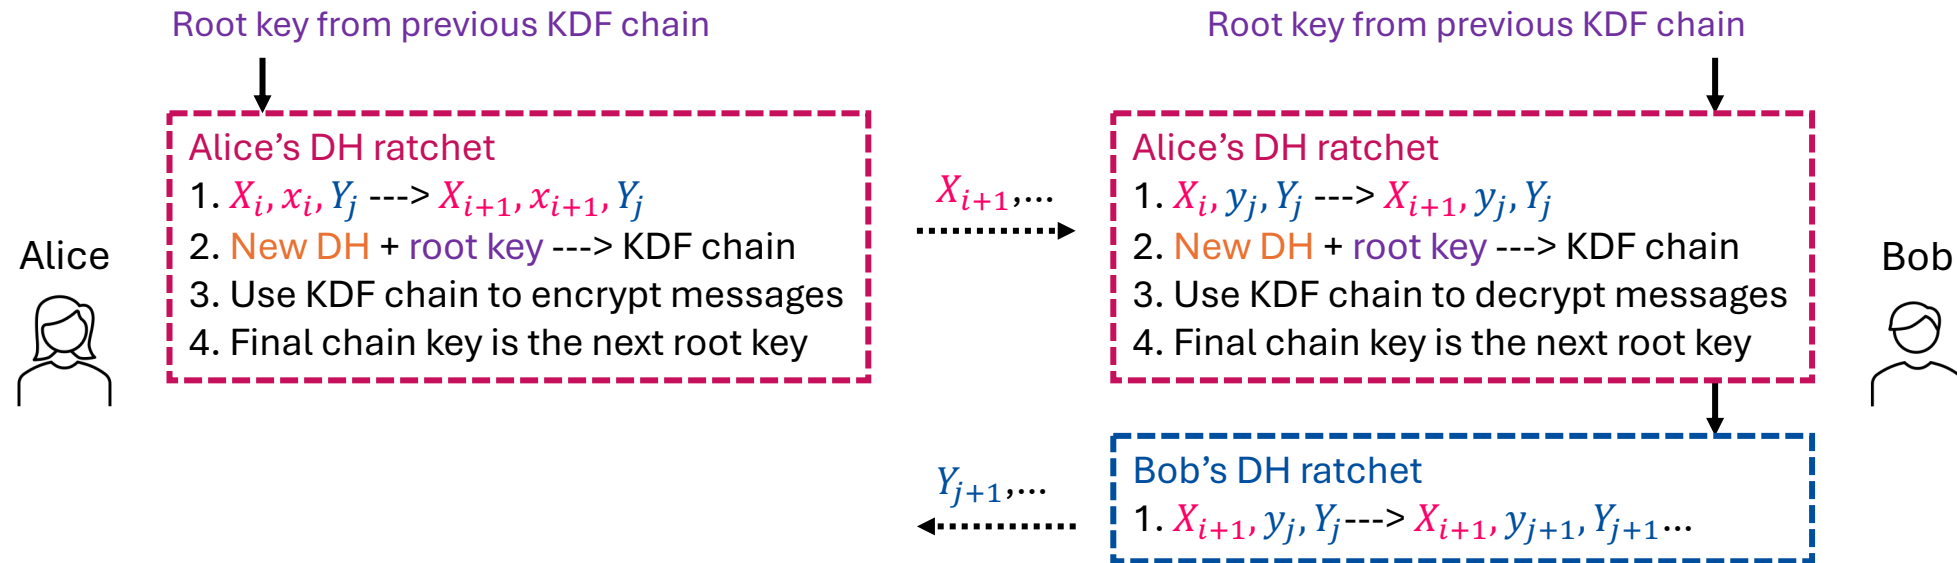 Root key from previous KDF chain
Root key from previous KDF chain
Alice
Alice’s DH ratchet
1. Xᵢ, xᵢ, Yⱼ ---> Xᵢ₊₁, xᵢ₊₁, Yⱼ
2. New DH + root key ---> KDF chain
3. Use KDF chain to encrypt messages
4. Final chain key is the next root key
Xᵢ₊₁,...
Alice’s DH ratchet
1. Xᵢ, yⱼ, Yⱼ ---> Xᵢ₊₁, yⱼ, Yⱼ
2. New DH + root key ---> KDF chain
3. Use KDF chain to decrypt messages
4. Final chain key is the next root key
Bob
Yⱼ₊₁,...
Bob’s DH ratchet
1. Xᵢ₊₁, yⱼ, Yⱼ---> Xᵢ₊₁, yⱼ₊₁, Yⱼ₊₁...